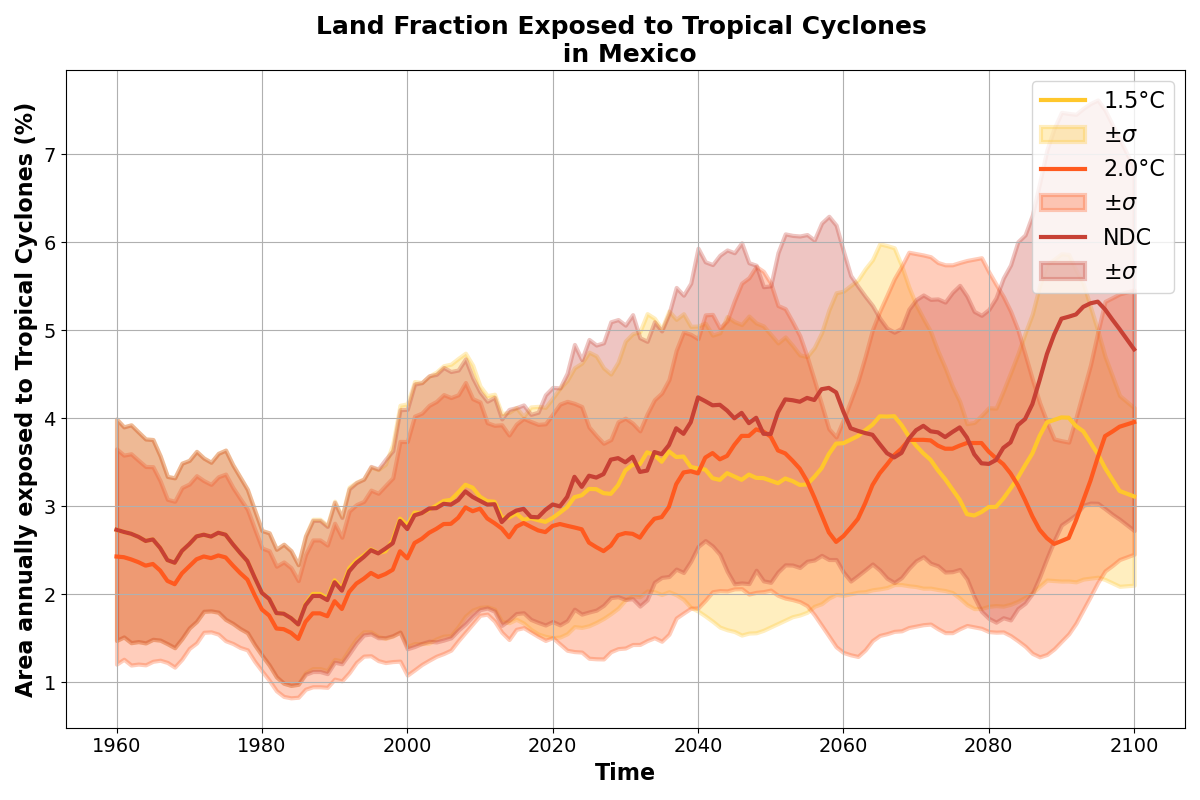 Land Fraction Exposed to Tropical Cyclones
in Mexico
Area annually exposed to Tropical Cyclones (%)
7
6
5
4
3
2
1
1960 1980 2000 2020 2040 2060 2080 2100
Time
1.5°C
±σ
2.0°C
±σ
NDC
±σ